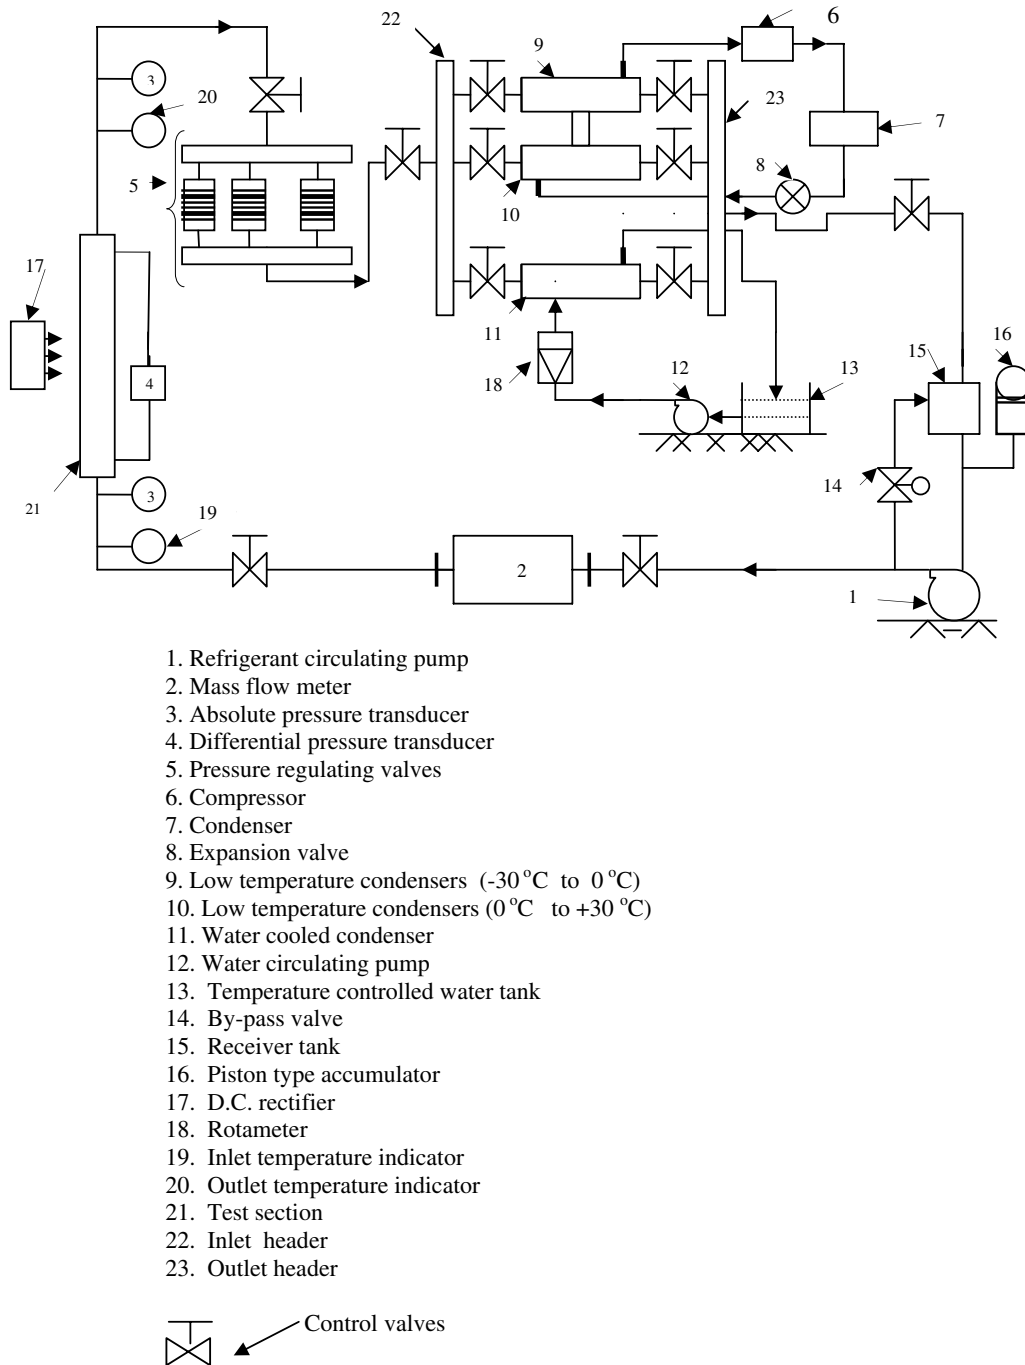 22
9
6
3
20
23
7
5
8
10
17
11
16
15
4
18
12
13
14
3
21
19
2
1
1. Refrigerant circulating pump
2. Mass flow meter
3. Absolute pressure transducer
4. Differential pressure transducer
5. Pressure regulating valves
6. Compressor
7. Condenser
8. Expansion valve
9. Low temperature condensers (-30 °C to 0 °C)
10. Low temperature condensers (0 °C to +30 °C)
11. Water cooled condenser
12. Water circulating pump
13. Temperature controlled water tank
14. By-pass valve
15. Receiver tank
16. Piston type accumulator
17. D.C. rectifier
18. Rotameter
19. Inlet temperature indicator
20. Outlet temperature indicator
21. Test section
22. Inlet header
23. Outlet header
Control valves